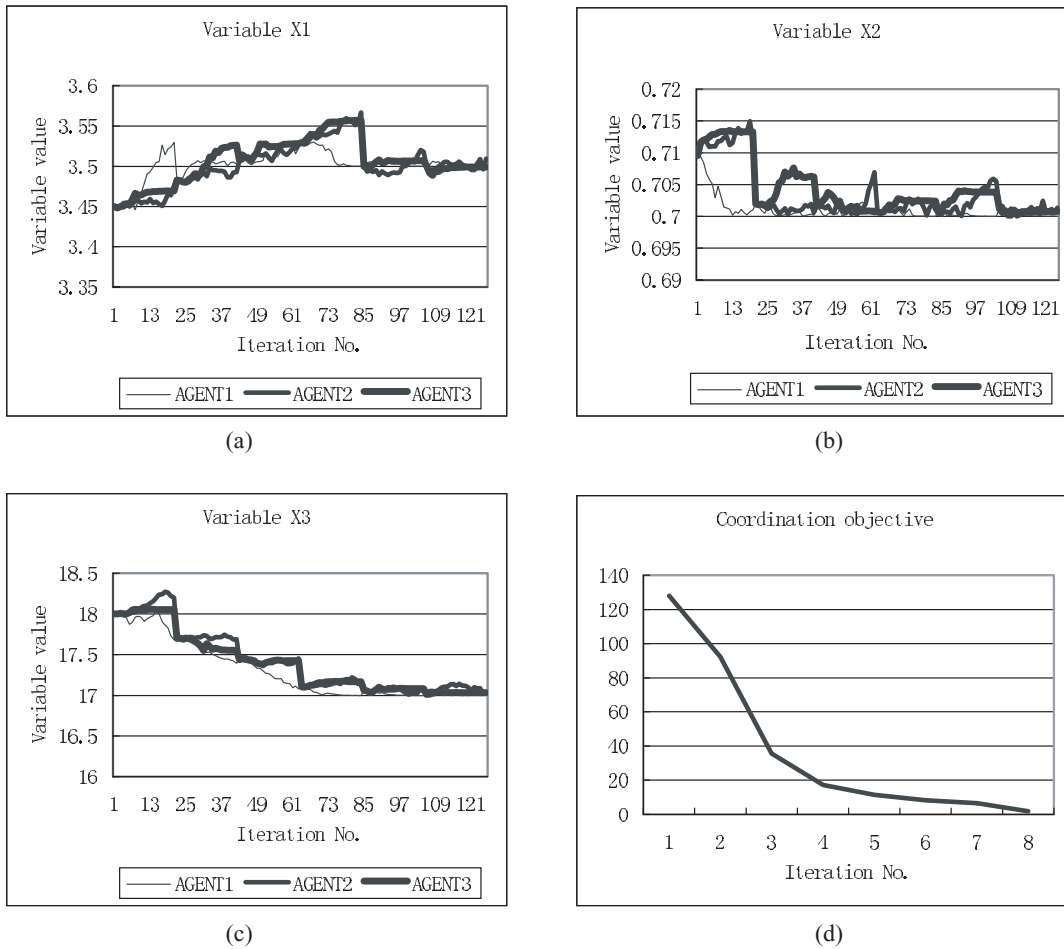 Variable X1
Variable value
3.6
3.55
3.5
3.45
3.4
3.35
1 13 25 37 49 61 73 85 97 109 121
Iteration No.
AGENT1 AGENT2 AGENT3
(a)
Variable X2
Variable value
0.72
0.715
0.71
0.705
0.7
0.695
0.69
1 13 25 37 49 61 73 85 97 109 121
Iteration No.
AGENT1 AGENT2 AGENT3
(b)
Variable X3
Variable value
18.5
18
17.5
17
16.5
16
1 13 25 37 49 61 73 85 97 109 121
Iteration No.
AGENT1 AGENT2 AGENT3
(c)
Coordination objective
140
120
100
80
60
40
20
0
1 2 3 4 5 6 7 8
Iteration No.
(d)